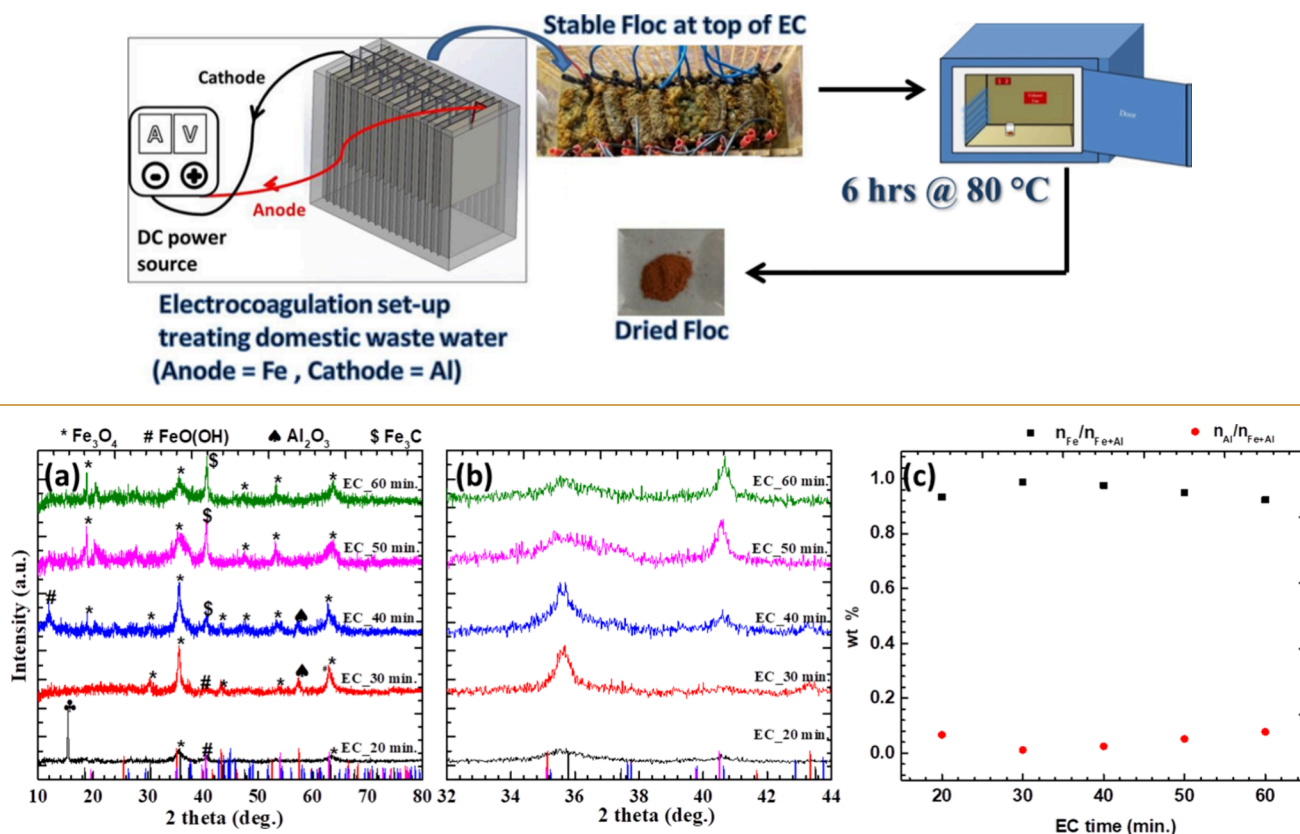 Stable Floc at top of EC
Cathode
A V
- +
Anode
DC power
source
Door
6 hrs @ 80 °C
Dried Floc
Electrocoagulation set-up
treating domestic waste water
(Anode = Fe , Cathode = Al)
* Fe₃O₄ # FeO(OH) ♠ Al₂O₃ $ Fe₃C
(a)
$
*
*
*
*
*
EC_60 min.
$
*
*
*
*
*
EC_50 min.
#
*
*
*
$
*
*
*
♠
*
EC_40 min.
*
*
#
*
*
♠
#
*
EC_30 min.
♣
*
#
*
EC_20 min.
Intensity (a.u.)
10 20 30 40 50 60 70 80
2 theta (deg.)
(b)
EC_60 min.
EC_50 min.
EC_40 min.
EC_30 min.
EC_20 min.
32 34 36 38 40 42 44
2 theta (deg.)
■ n_Fe/n_Fe+Al ● n_Al/n_Fe+Al
(c)
1.0
0.8
0.6
0.4
0.2
0.0
wt %
20 30 40 50 60
EC time (min.)